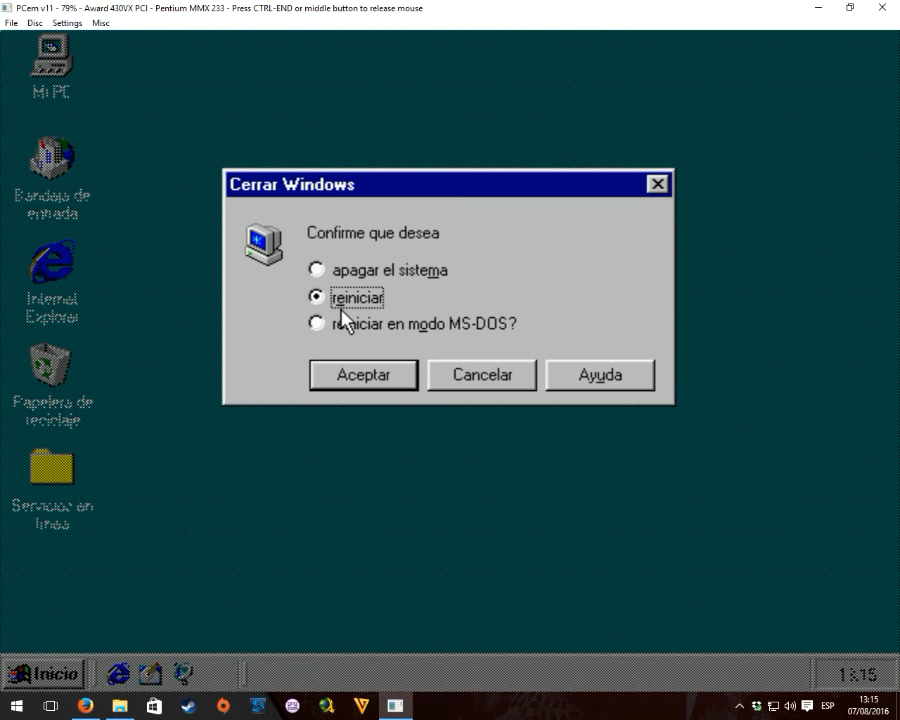 PCem v11 - 79% - Award 430VX PCI - Pentium MMX 233 - Press CTRL-END or middle button to release mouse
File Disc Settings Misc
Mi PC
Bandeja de
entrada
Internet
Explorer
Papelera de
reciclaje
Servicios en
línea
Cerrar Windows
Confirme que desea
apagar el sistema
reiniciar
reiniciar en modo MS-DOS?
Aceptar Cancelar Ayuda
Inicio
13:15
ESP
13:15
07/08/2016